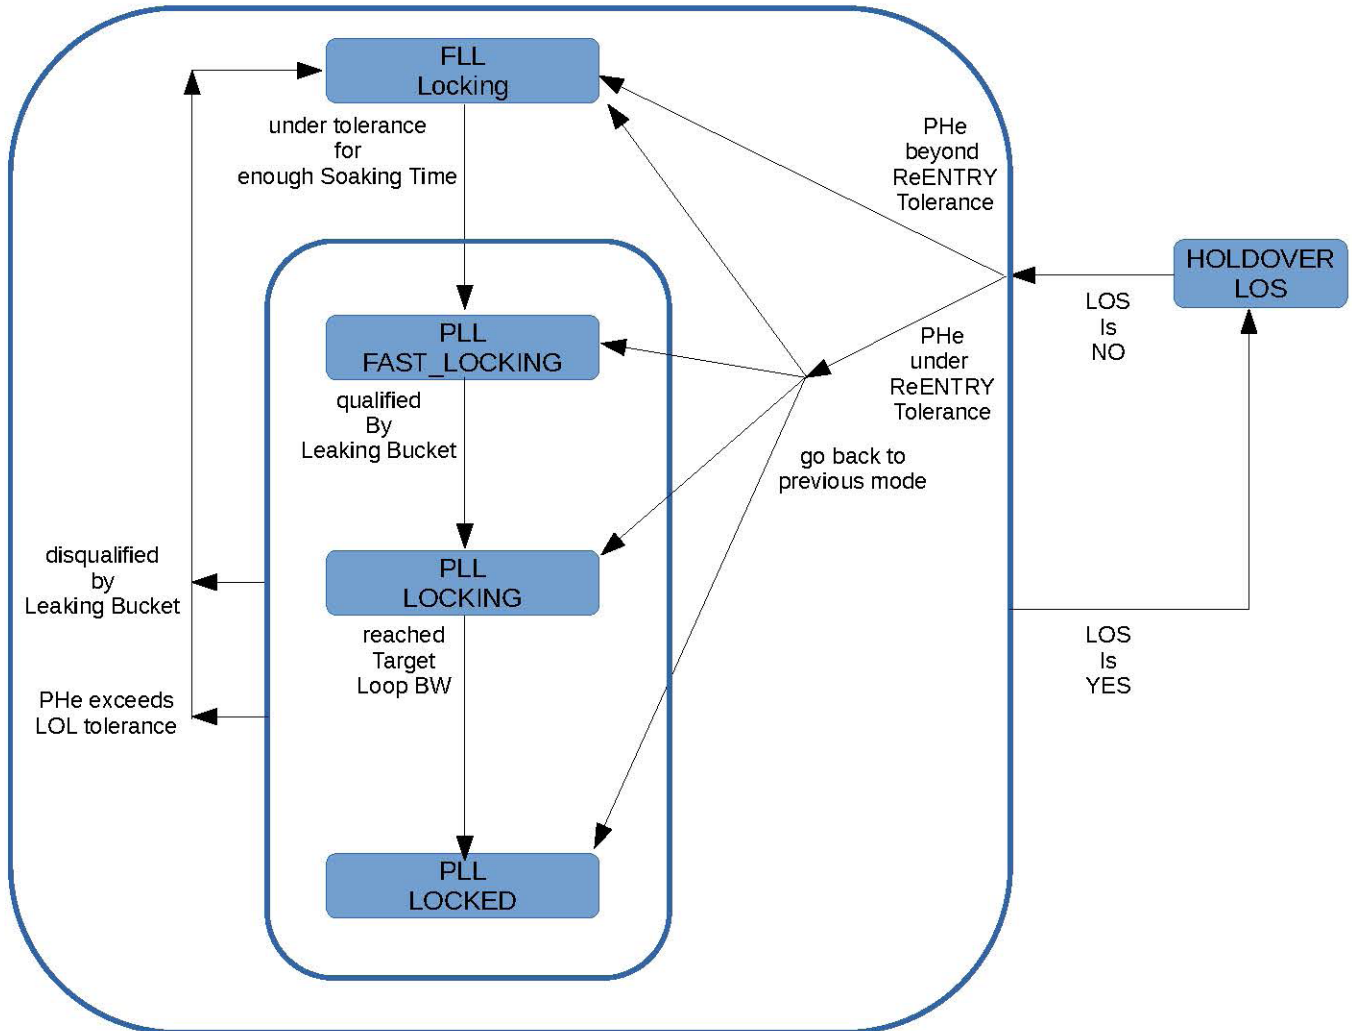 FLL
Locking
under tolerance
for
enough Soaking Time
PHe
beyond
ReENTRY
Tolerance
HOLDOVER
LOS
LOS
Is
NO
PLL
FAST_LOCKING
PHe
under
ReENTRY
Tolerance
qualified
By
Leaking Bucket
go back to
previous mode
disqualified
by
Leaking Bucket
PLL
LOCKING
reached
Target
Loop BW
LOS
Is
YES
PHe exceeds
LOL tolerance
PLL
LOCKED